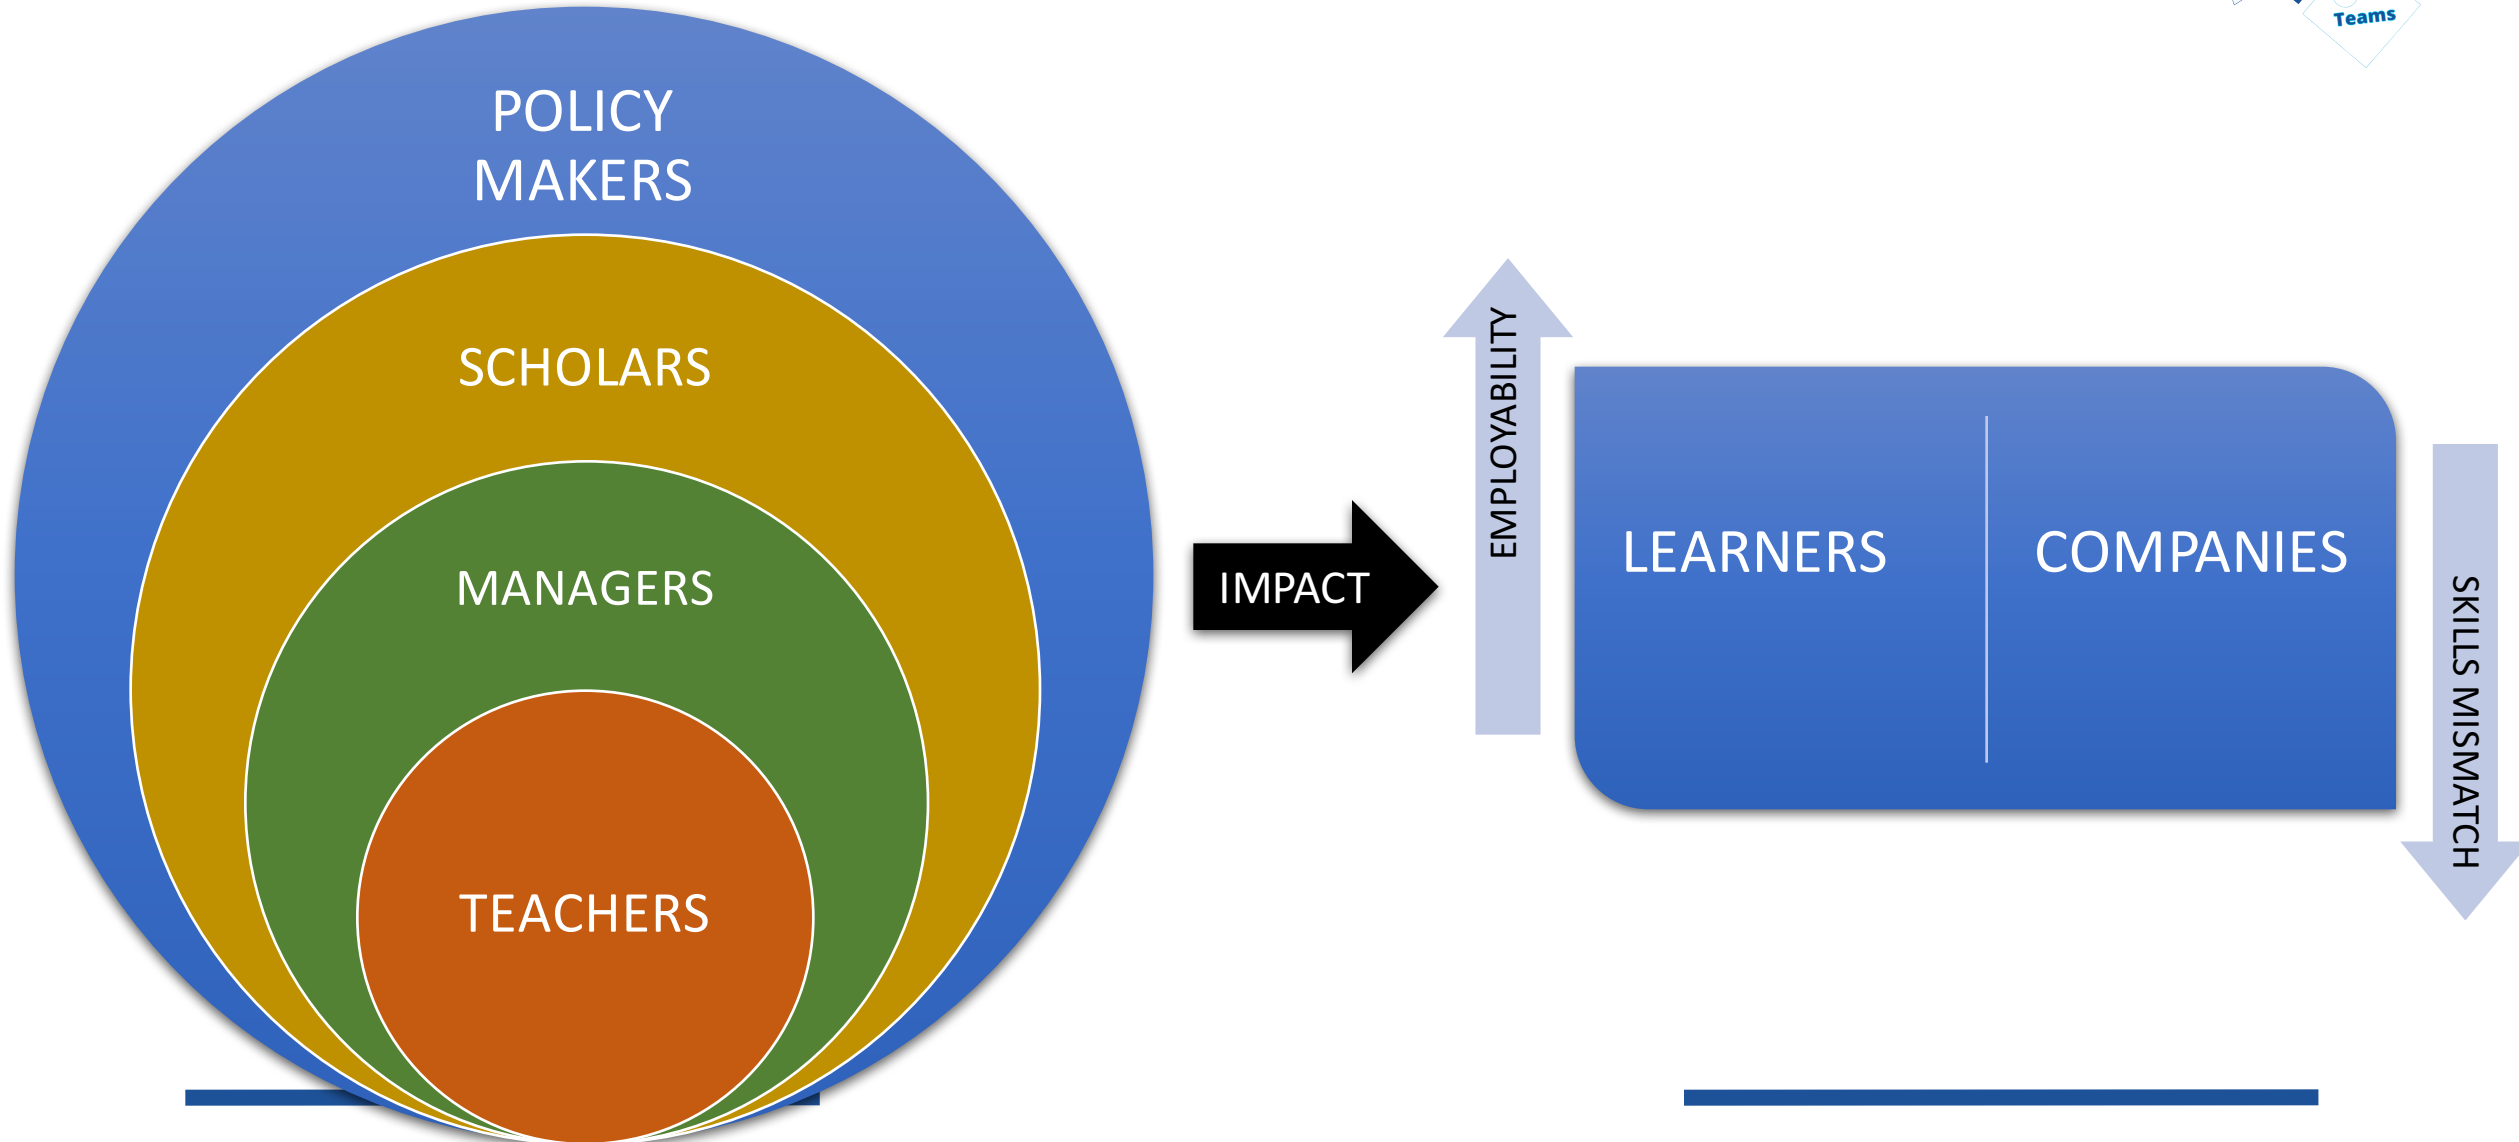 Teams
POLICY
MAKERS
SCHOLARS
MANAGERS
TEACHERS
IMPACT
EMPLOYABILITY
LEARNERS
COMPANIES
SKILLS MISMATCH